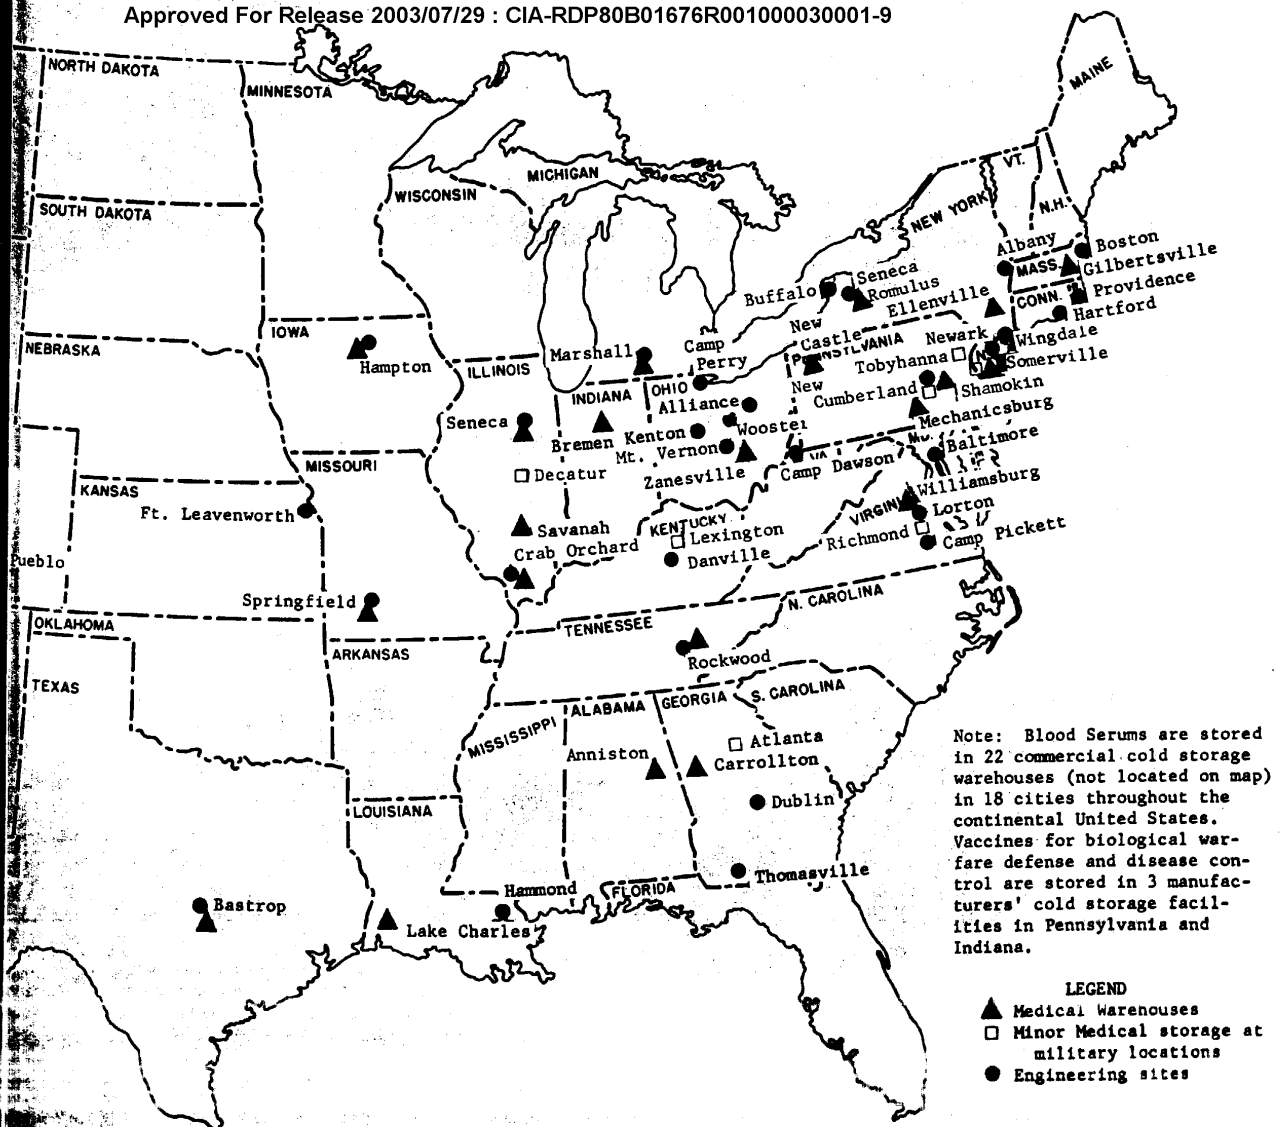 Approved For Release 2003/07/29 : CIA-RDP80B01676R001000030001-9
NORTH DAKOTA
MINNESOTA
MAINE
VT.
MICHIGAN
WISCONSIN
NEW YORK
N.H.
SOUTH DAKOTA
Albany
Boston
MASS.
Gilbertsville
Seneca
Buffalo
Romulus
Ellenville
CONN.
Providence
Hartford
IOWA
New
Castle
Camp
Perry
Newark
Wingdale
NEBRASKA
Marshall
Tobyhanna
Somerville
Hampton
ILLINOIS
OHIO
New
Cumberland
Shamokin
INDIANA
Alliance
Mechanicsburg
Seneca
Bremen
Kenton
Wooster
Baltimore
Mt. Vernon
MISSOURI
Decatur
Zanesville
Camp Dawson
VA
Williamsburg
KANSAS
Ft. Leavenworth
VIRGINIA
Lorton
Savanah
KENTUCKY
Lexington
Richmond
Camp Pickett
Crab Orchard
Danville
Pueblo
Springfield
N. CAROLINA
OKLAHOMA
TENNESSEE
ARKANSAS
Rockwood
TEXAS
ALABAMA
GEORGIA
S. CAROLINA
MISSISSIPPI
Atlanta
Anniston
Carrollton
LOUISIANA
Dublin
Thomasville
Hammond
FLORIDA
Bastrop
Lake Charles
Note: Blood Serums are stored
in 22 commercial cold storage
warehouses (not located on map)
in 18 cities throughout the
continental United States.
Vaccines for biological war-
fare defense and disease con-
trol are stored in 3 manufac-
turers' cold storage facil-
ities in Pennsylvania and
Indiana.
LEGEND
Medical Warenouses
Minor Medical storage at
military locations
Engineering sites